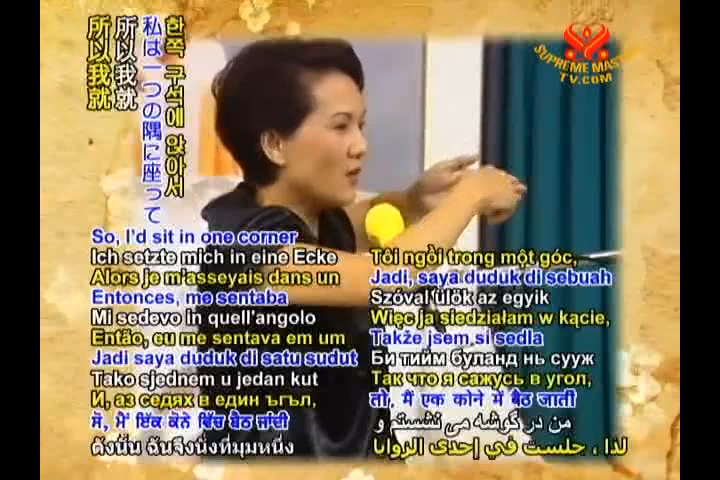 所以我就
所以我就
私は一つの隅に座って
한쪽 구석에 앉아서
SUPREME MASTER
TV.COM
So, I'd sit in one corner
Ich setzte mich in eine Ecke
Alors je m'asseyais dans un
Entonces, me sentaba
Mi sedevo in quell'angolo
Então, eu me sentava em um
Jadi saya duduk di satu sudut
Tako sjednem u jedan kut
И, аз седях в един ъгъл,
ਸੋ, ਮੈਂ ਇੱਕ ਕੋਨੇ ਵਿੱਚ ਬੈਠ ਜਾਂਦੀ
ดังนั้น ฉันจึงนั่งที่มุมหนึ่ง
Tôi ngồi trong một góc,
Jadi, saya duduk di sebuah
Szóval ülök az egyik
Więc ja siedziałam w kącie,
Takže jsem si sedla
Би тийм буланд нь сууж
Так что я сажусь в угол,
तो, मैं एक कोने में बैठ जाती
من در گوشه می نشستم و
لذا ، جلست في إحدى الزوايا